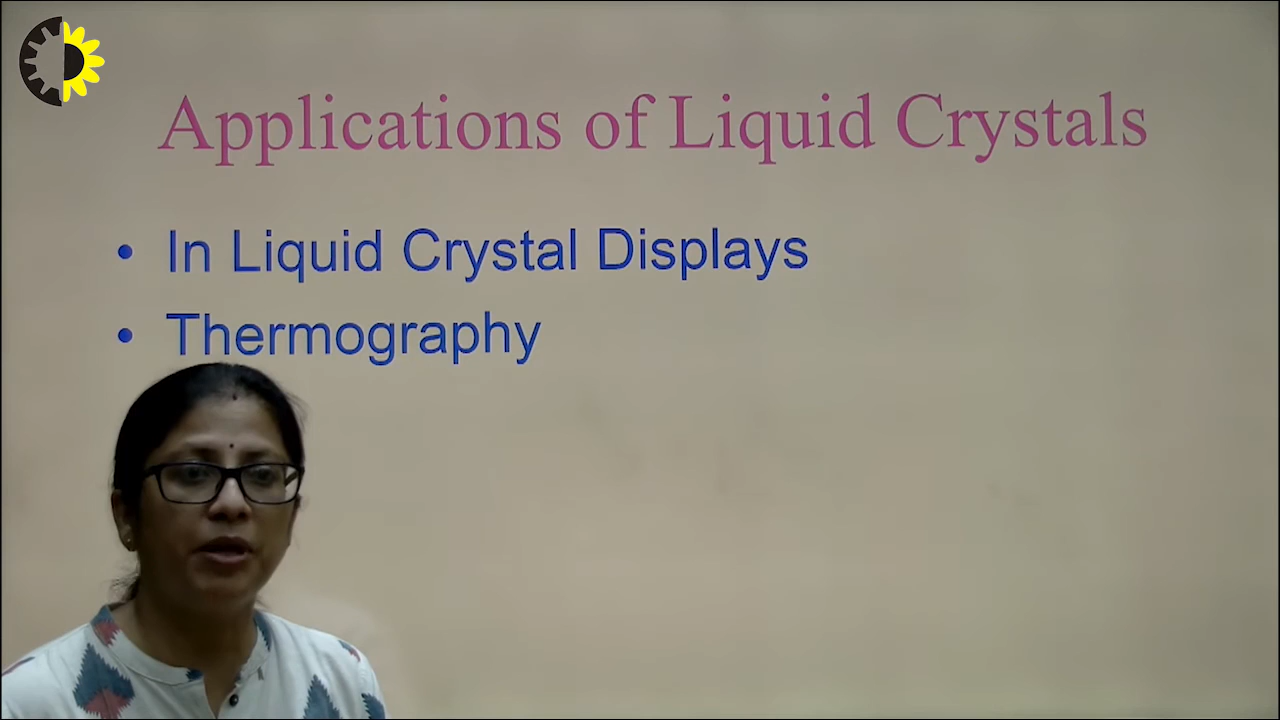 Applications of Liquid Crystals
• In Liquid Crystal Displays
• Thermography